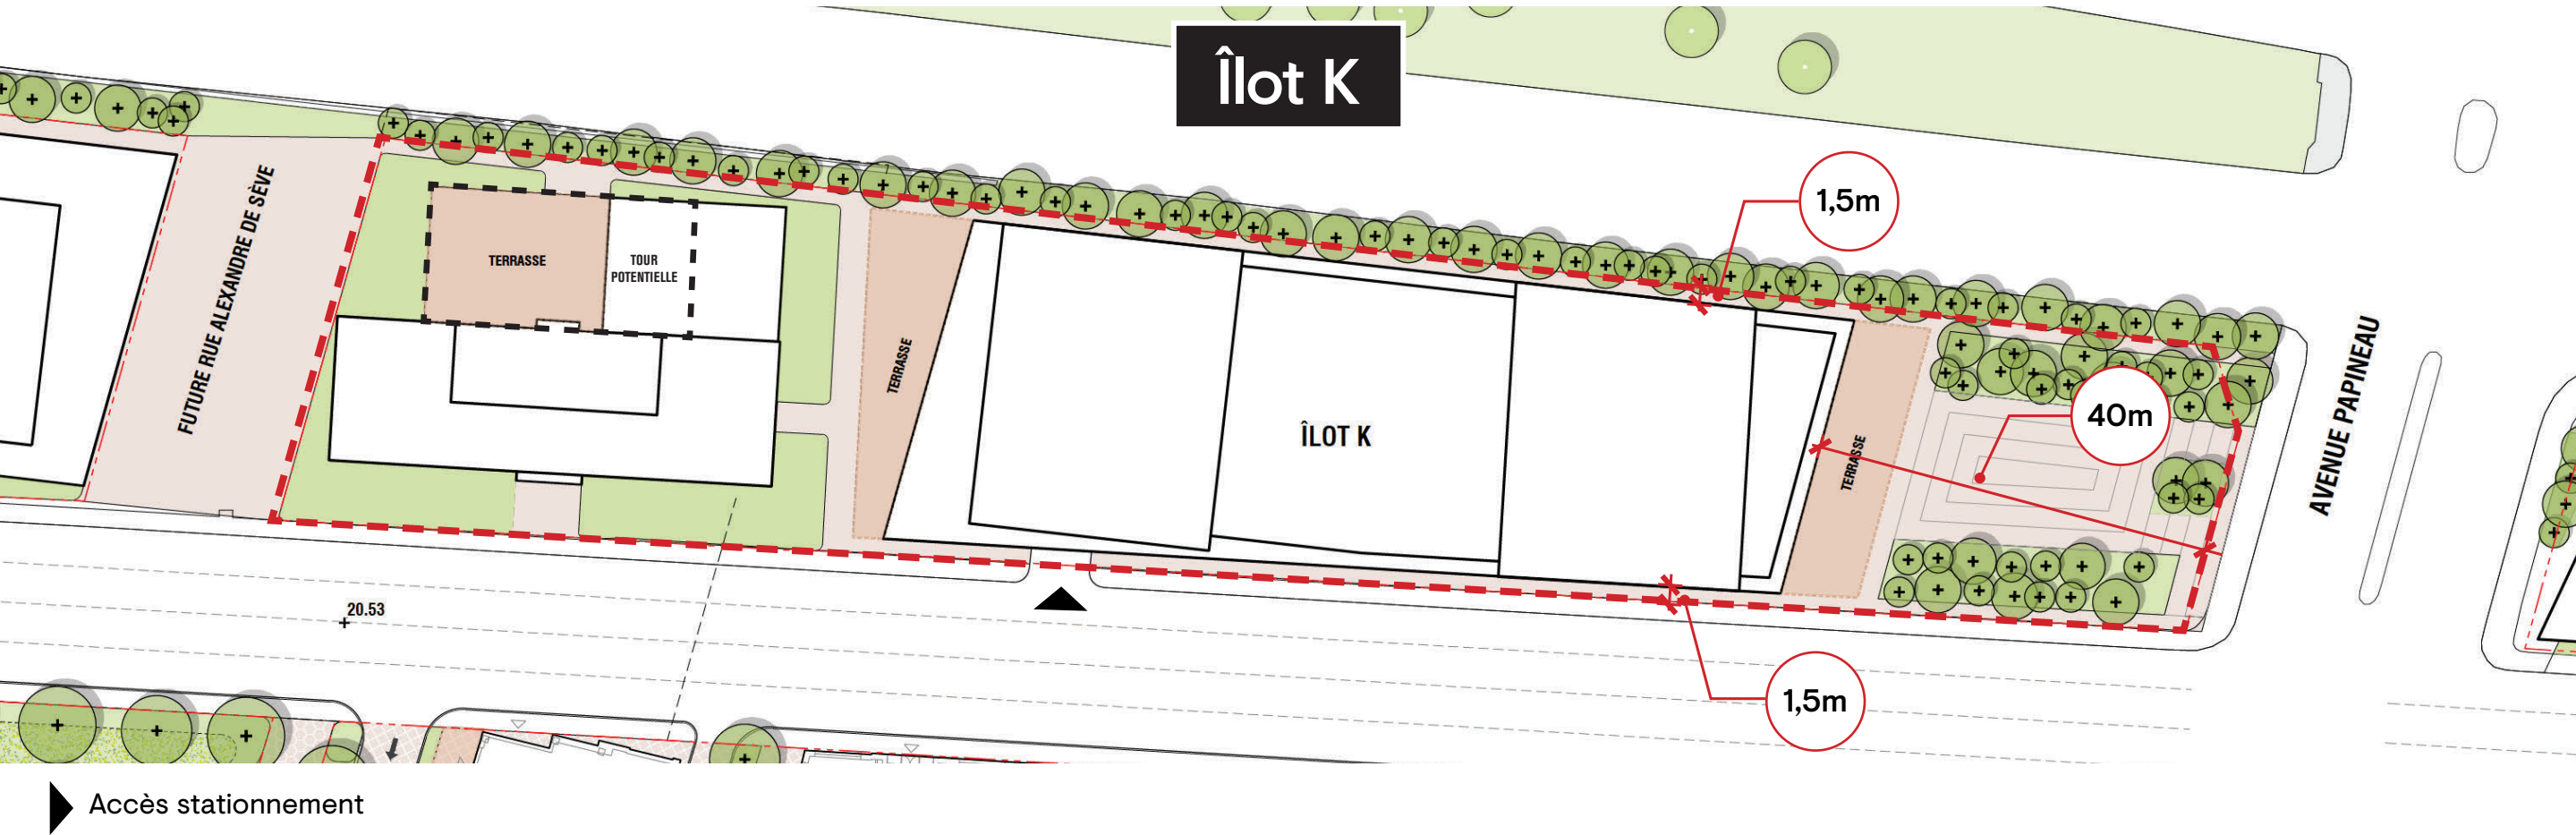 Îlot K
1,5m
FUTURE RUE ALEXANDRE DE SÈVE
TERRASSE
TOUR
POTENTIELLE
TERRASSE
ÎLOT K
TERRASSE
40m
AVENUE PAPINEAU
20.53
1,5m
Accès stationnement